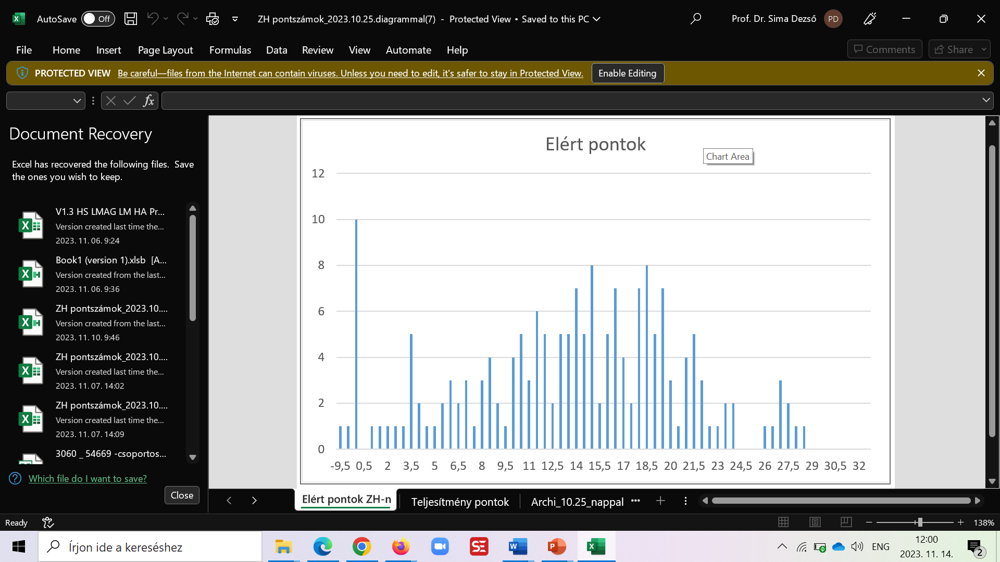 AutoSave Off ZH pontszámok_2023.10.25.diagrammal(7) - Protected View • Saved to this PC Prof. Dr. Sima Dezső PD
File Home Insert Page Layout Formulas Data Review View Automate Help Comments Share
PROTECTED VIEW Be careful—files from the Internet can contain viruses. Unless you need to edit, it's safer to stay in Protected View. Enable Editing
fx
Document Recovery
Excel has recovered the following files. Save
the ones you wish to keep.
V1.3 HS LMAG LM HA Pr...
Version created last time the...
2023. 11. 06. 9:24
Book1 (version 1).xlsb [A...
Version created from the last...
2023. 11. 06. 9:36
ZH pontszámok_2023.10....
Version created from the last...
2023. 11. 10. 9:46
ZH pontszámok_2023.10....
Version created last time the...
2023. 11. 07. 14:02
ZH pontszámok_2023.10....
Version created last time the...
2023. 11. 07. 14:09
3060 _ 54669 -csoportos...
Which file do I want to save?
Close
Elért pontok
Chart Area
12
10
8
6
4
2
0
-9,5 0,5 2 3,5 5 6,5 8 9,5 11 12,5 14 15,5 17 18,5 20 21,5 23 24,5 26 27,5 29 30,5 32
Elért pontok ZH-n Teljesítmény pontok Archi_10.25_nappal ...
Ready 138%
Írjon ide a kereséshez
SE
ENG
12:00
2023. 11. 14.
2